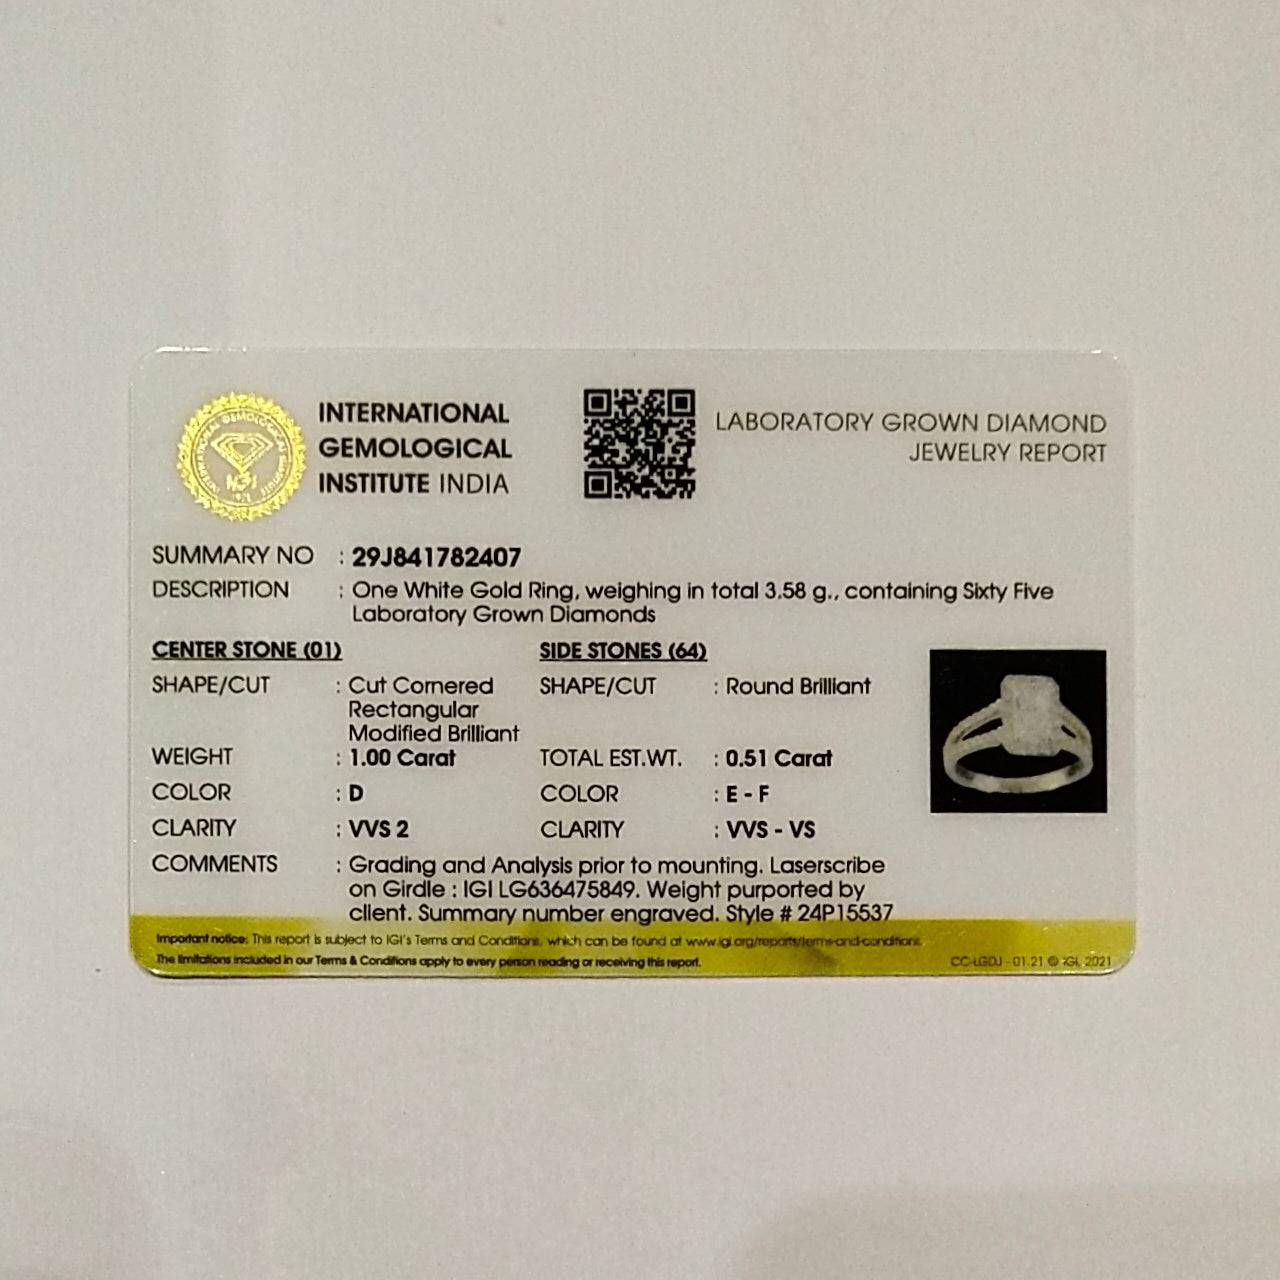 INTERNATIONAL GEMOLOGICAL INSTITUTE
IGI
1975
INTERNATIONAL
GEMOLOGICAL
INSTITUTE INDIA
LABORATORY GROWN DIAMOND
JEWELRY REPORT
SUMMARY NO : 29J841782407
DESCRIPTION : One White Gold Ring, weighing in total 3.58 g., containing Sixty Five
Laboratory Grown Diamonds
CENTER STONE (01)
SHAPE/CUT : Cut Cornered
Rectangular
Modified Brilliant
WEIGHT : 1.00 Carat
COLOR : D
CLARITY : VVS 2
SIDE STONES (64)
SHAPE/CUT : Round Brilliant
TOTAL EST.WT. : 0.51 Carat
COLOR : E - F
CLARITY : VVS - VS
COMMENTS : Grading and Analysis prior to mounting. Laserscribe
on Girdle : IGI LG636475849. Weight purported by
client. Summary number engraved. Style # 24P15537
Important notice: This report is subject to IGI's Terms and Conditions, which can be found at www.igi.org/reports/terms-and-conditions.
The limitations included in our Terms & Conditions apply to every person reading or receiving this report.
CC-LGDJ - 01.21 © IGI, 2021